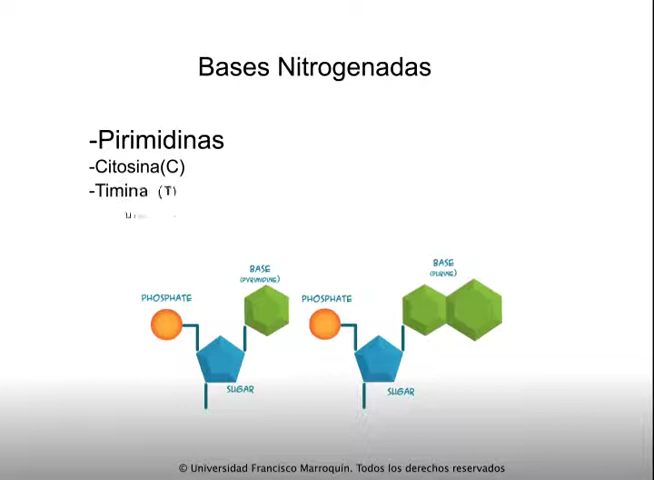 Bases Nitrogenadas
-Pirimidinas
-Citosina(C)
-Timina (T)
BASE
(PYRIMIDINE)
PHOSPHATE
SUGAR
BASE
(PURINE)
PHOSPHATE
SUGAR
© Universidad Francisco Marroquín. Todos los derechos reservados